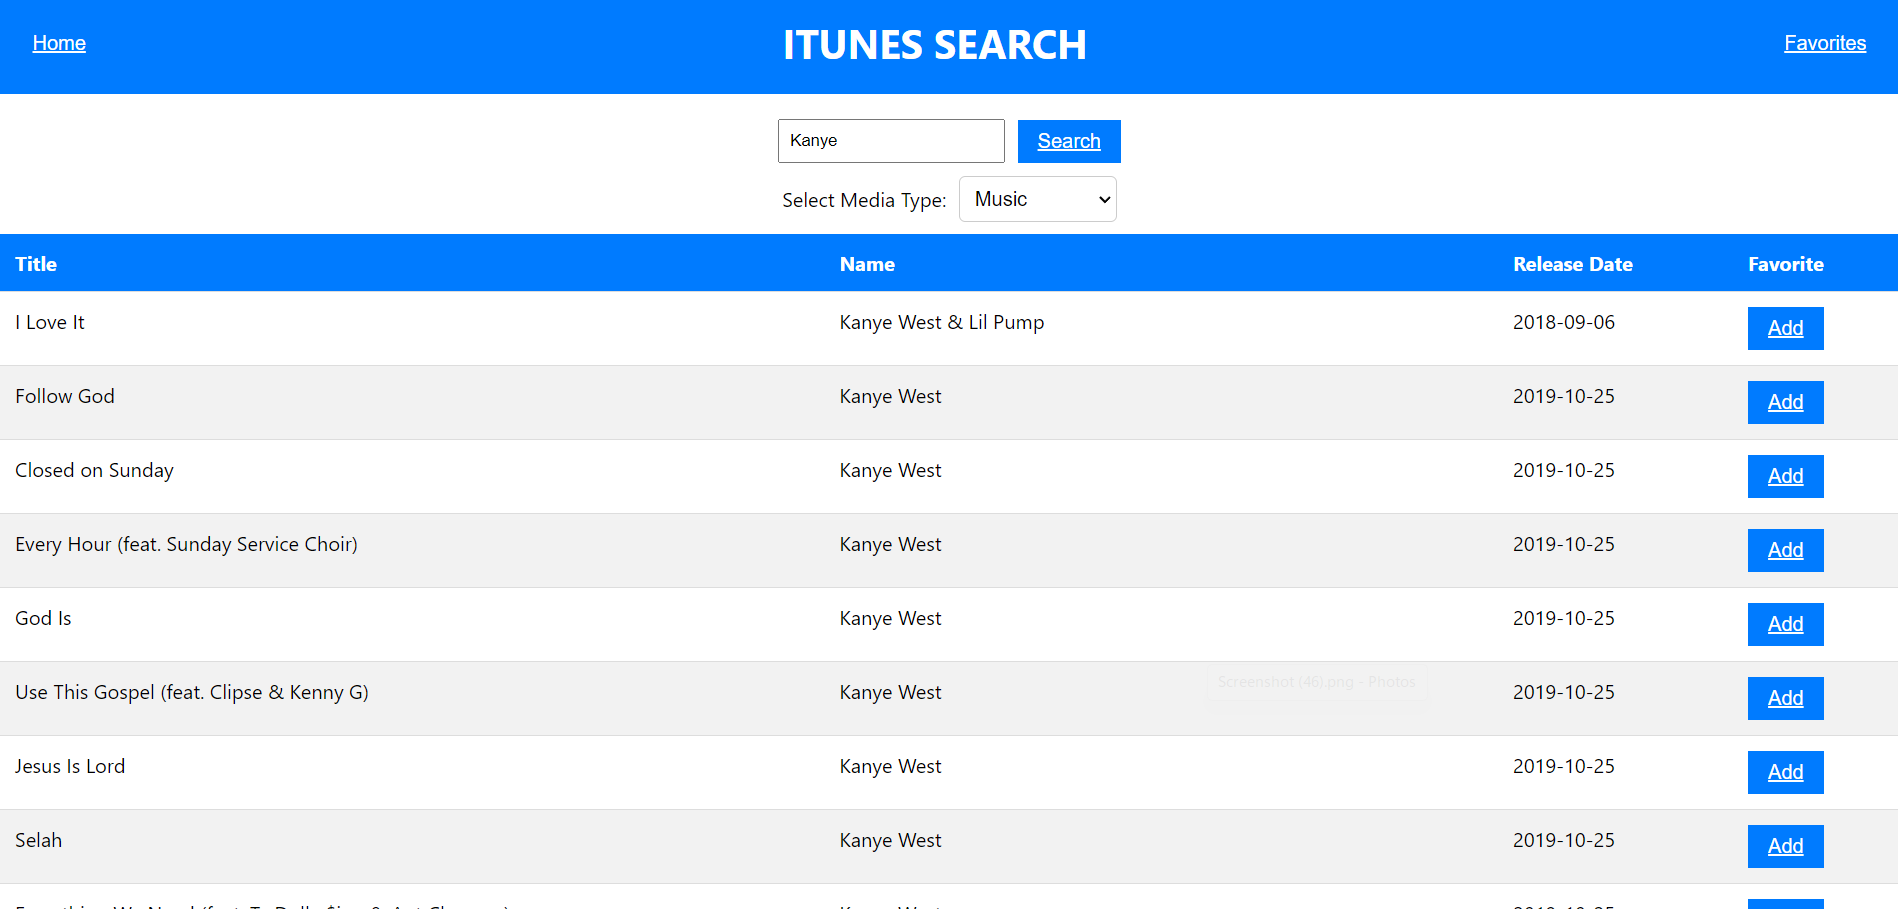 Home ITUNES SEARCH Favorites
Kanye Search
Select Media Type: Music
Title Name Release Date Favorite
I Love It Kanye West & Lil Pump 2018-09-06 Add
Follow God Kanye West 2019-10-25 Add
Closed on Sunday Kanye West 2019-10-25 Add
Every Hour (feat. Sunday Service Choir) Kanye West 2019-10-25 Add
God Is Kanye West 2019-10-25 Add
Use This Gospel (feat. Clipse & Kenny G) Kanye West 2019-10-25 Add
Screenshot (46).png - Photos
Jesus Is Lord Kanye West 2019-10-25 Add
Selah Kanye West 2019-10-25 Add